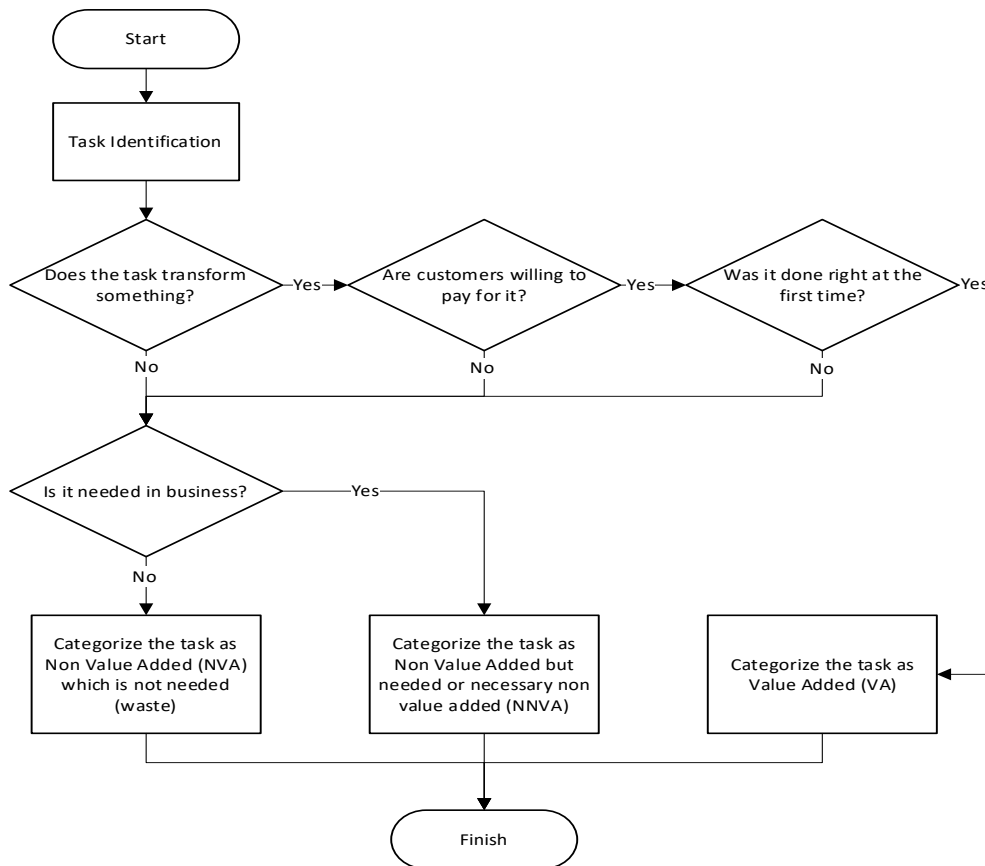 Start
Task Identification
Does the task transform
something?
Yes
Are customers willing to
pay for it?
Yes
Was it done right at the
first time?
Yes
No
No
No
Is it needed in business?
Yes
No
Categorize the task as
Non Value Added (NVA)
which is not needed
(waste)
Categorize the task as
Non Value Added but
needed or necessary non
value added (NNVA)
Categorize the task as
Value Added (VA)
Finish